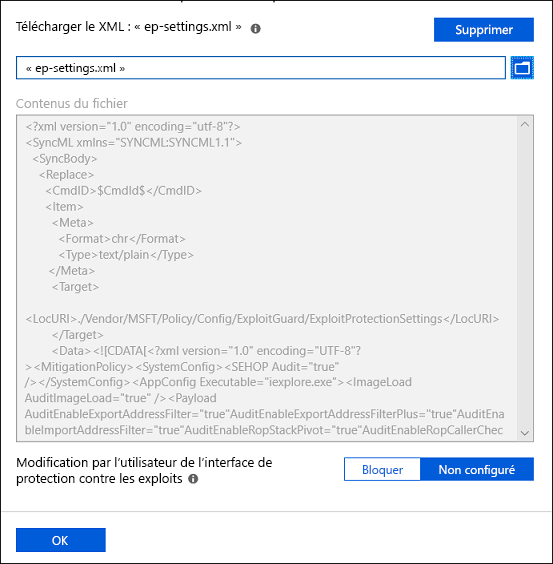 Télécharger le XML : « ep-settings.xml »
Supprimer
« ep-settings.xml »
Contenus du fichier
<?xml version="1.0" encoding="utf-8"?>
<SyncML xmlns="SYNCML:SYNCML1.1">
<SyncBody>
<Replace>
<CmdID>$CmdId$</CmdID>
<Item>
<Meta>
<Format>chr</Format>
<Type>text/plain</Type>
</Meta>
<Target>
<LocURI>./Vendor/MSFT/Policy/Config/ExploitGuard/ExploitProtectionSettings</LocURI>
</Target>
<Data><![CDATA[<?xml version="1.0" encoding="UTF-8"?
><MitigationPolicy><SystemConfig><SEHOP Audit="true"
/></SystemConfig><AppConfig Executable="iexplore.exe"><ImageLoad
AuditImageLoad="true" /><Payload
AuditEnableExportAddressFilter="true"AuditEnableExportAddressFilterPlus="true"AuditEna
bleImportAddressFilter="true"AuditEnableRopStackPivot="true"AuditEnableRopCallerChec
Modification par l'utilisateur de l'interface de
protection contre les exploits
Bloquer
Non configuré
OK